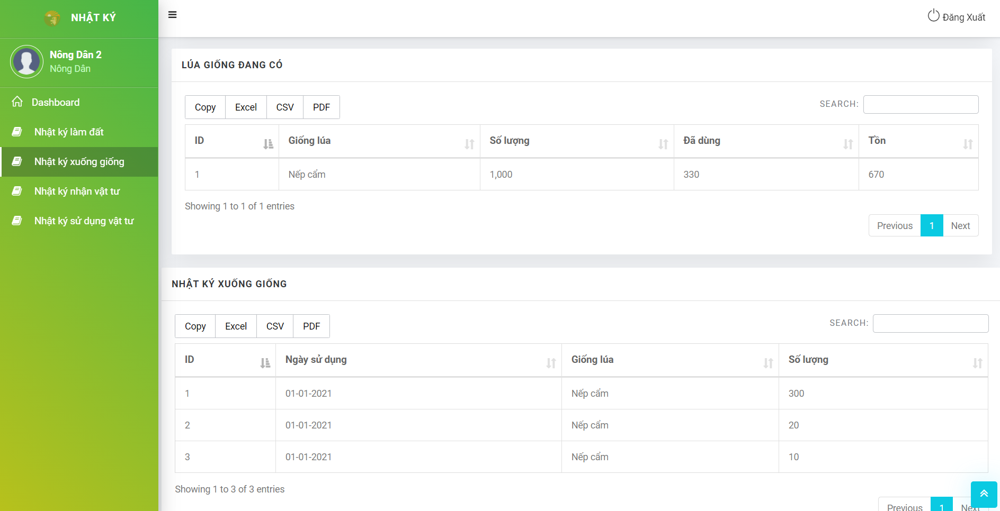 NHẬT KÝ
Đăng Xuất
Nông Dân 2
Nông Dân
Dashboard
Nhật ký làm đất
Nhật ký xuống giống
Nhật ký nhận vật tư
Nhật ký sử dụng vật tư
LÚA GIỐNG ĐANG CÓ
Copy Excel CSV PDF
SEARCH:
ID Giống lúa Số lượng Đã dùng Tồn
1 Nếp cẩm 1,000 330 670
Showing 1 to 1 of 1 entries
Previous 1 Next
NHẬT KÝ XUỐNG GIỐNG
Copy Excel CSV PDF
SEARCH:
ID Ngày sử dụng Giống lúa Số lượng
1 01-01-2021 Nếp cẩm 300
2 01-01-2021 Nếp cẩm 20
3 01-01-2021 Nếp cẩm 10
Showing 1 to 3 of 3 entries
Previous 1 Next